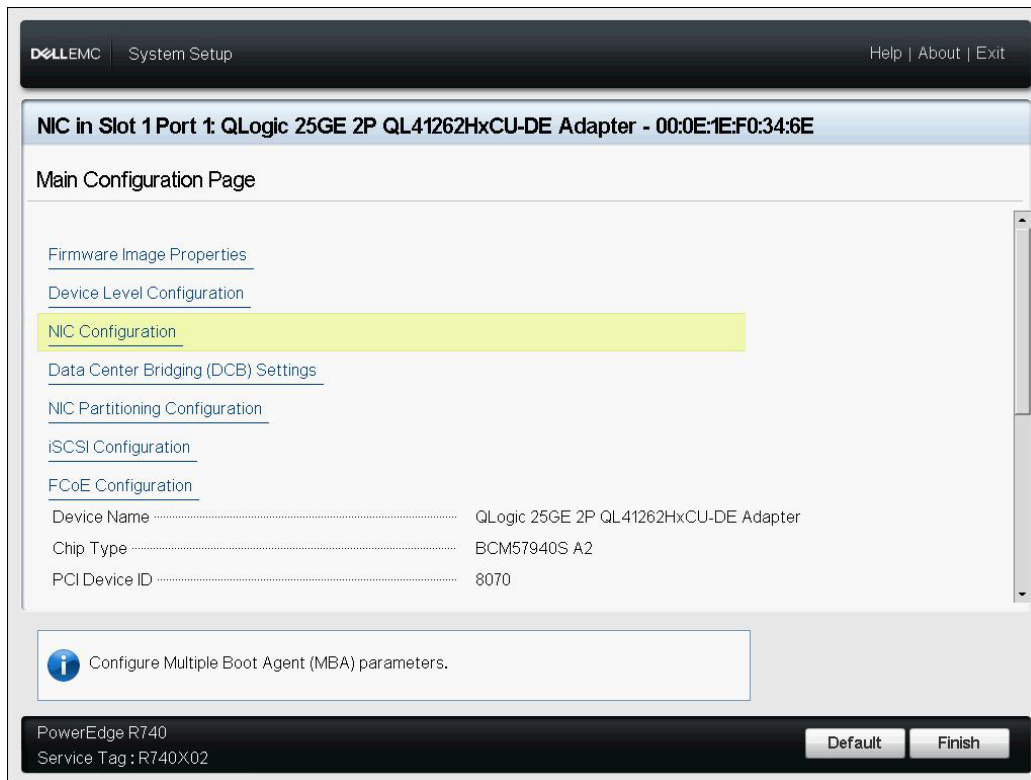 DELLEMC System Setup Help | About | Exit
NIC in Slot 1 Port 1: QLogic 25GE 2P QL41262HxCU-DE Adapter - 00:0E:1E:F0:34:6E
Main Configuration Page
Firmware Image Properties
Device Level Configuration
NIC Configuration
Data Center Bridging (DCB) Settings
NIC Partitioning Configuration
iSCSI Configuration
FCoE Configuration
Device Name QLogic 25GE 2P QL41262HxCU-DE Adapter
Chip Type BCM57940S A2
PCI Device ID 8070
Configure Multiple Boot Agent (MBA) parameters.
PowerEdge R740
Service Tag : R740X02
Default Finish